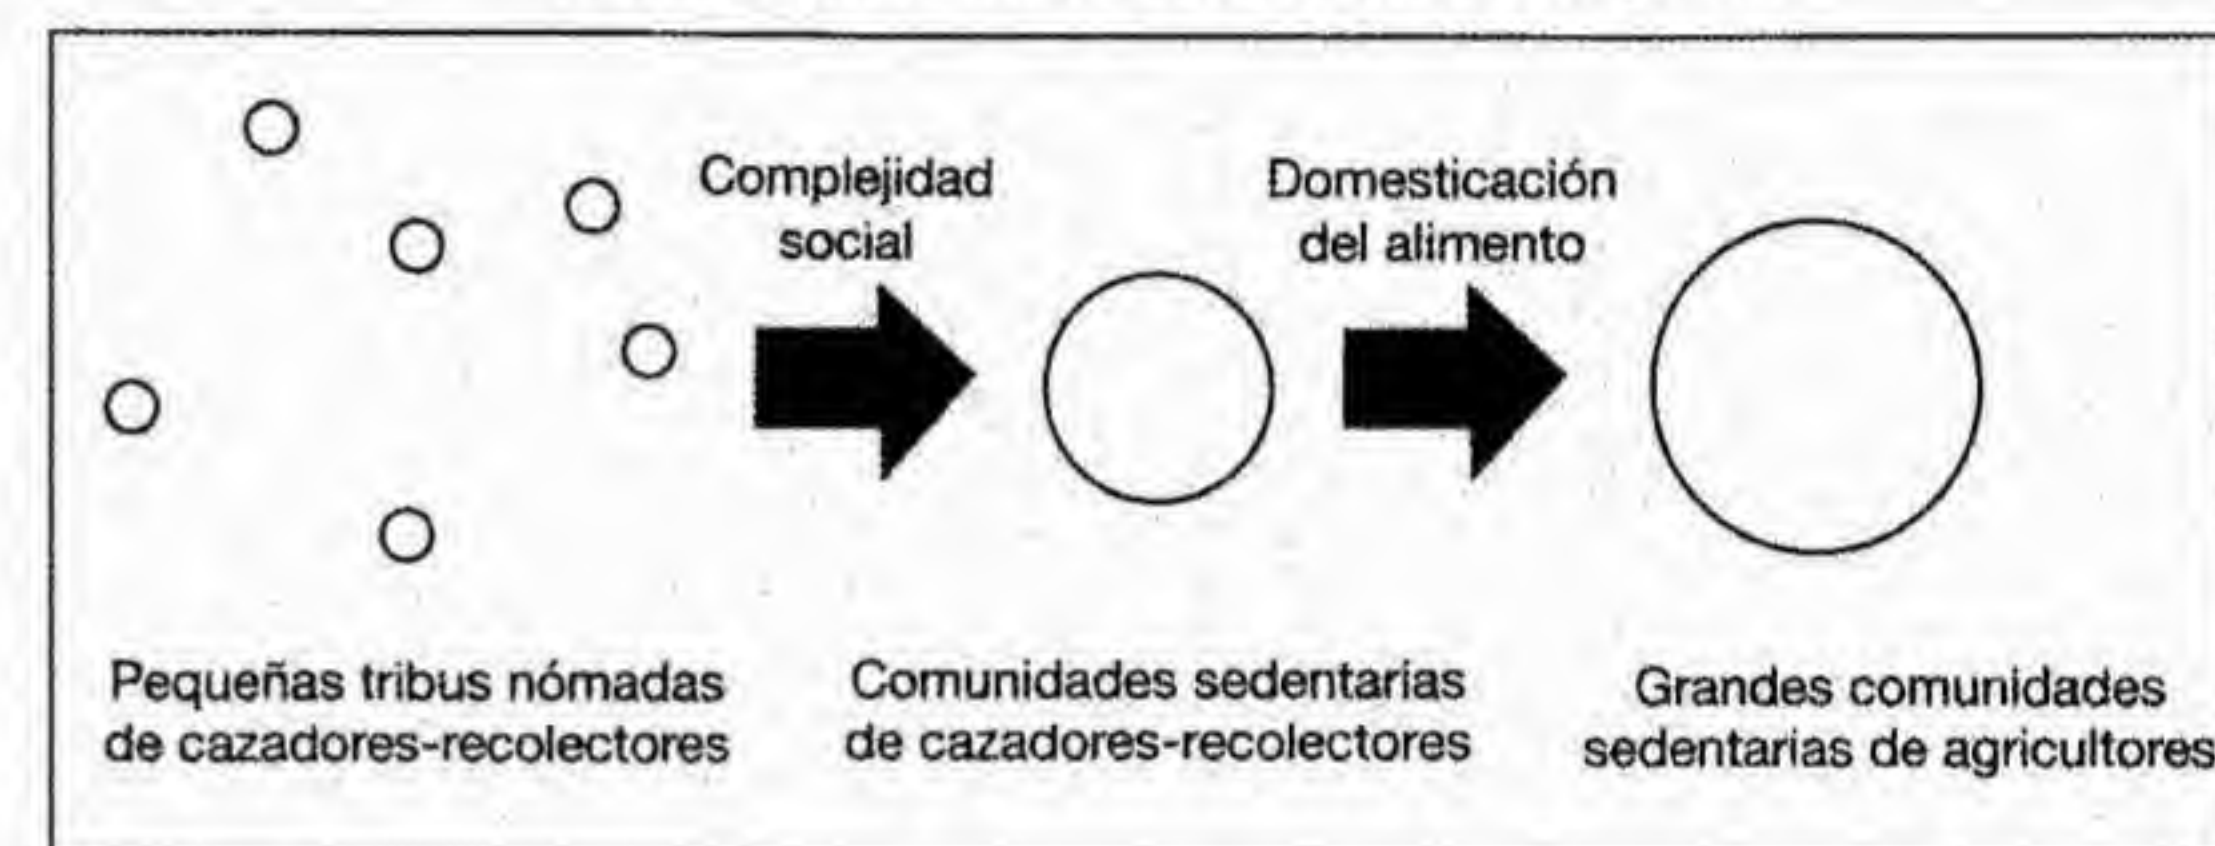 Complejidad
social
Domesticación
del alimento
Pequeñas tribus nómadas
de cazadores-recolectores
Comunidades sedentarias
de cazadores-recolectores
Grandes comunidades
sedentarias de agricultores